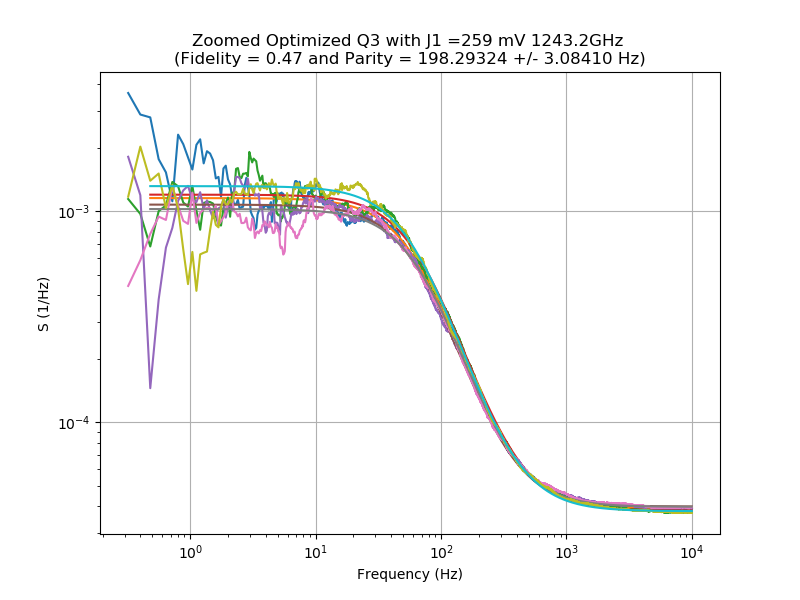 Zoomed Optimized Q3 with J1 =259 mV 1243.2GHz
(Fidelity = 0.47 and Parity = 198.29324 +/- 3.08410 Hz)
S (1/Hz)
10⁻³
10⁻⁴
10⁰ 10¹ 10² 10³ 10⁴
Frequency (Hz)